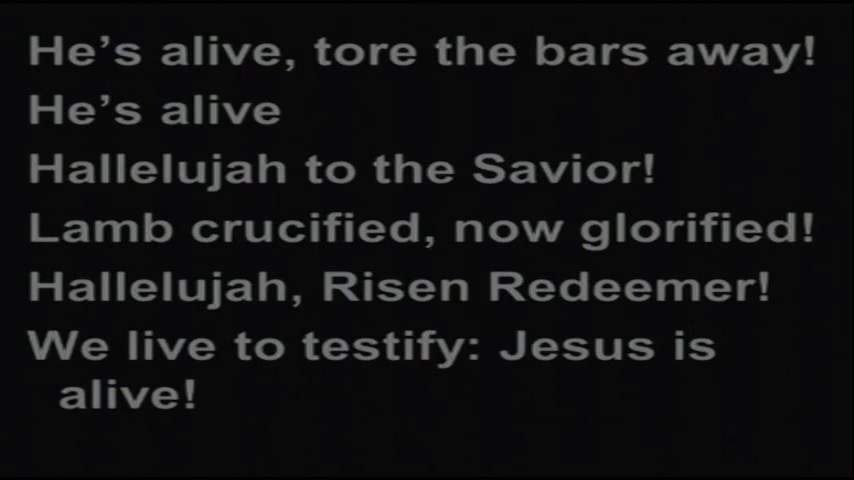 He’s alive, tore the bars away!
He’s alive
Hallelujah to the Savior!
Lamb crucified, now glorified!
Hallelujah, Risen Redeemer!
We live to testify: Jesus is
alive!